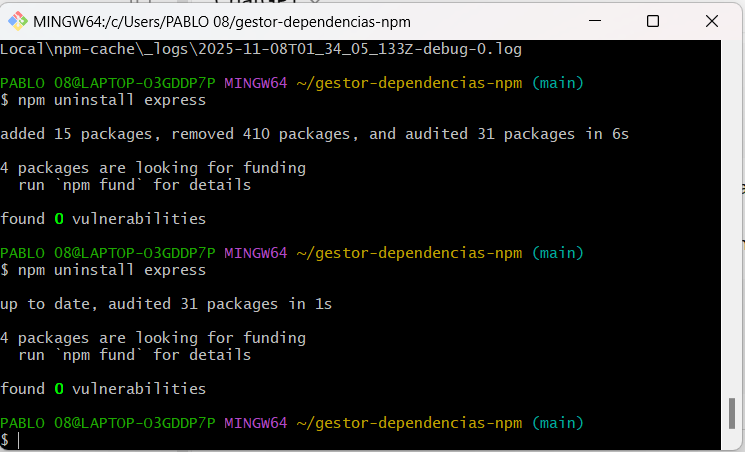 MINGW64:/c/Users/PABLO 08/gestor-dependencias-npm
Local\npm-cache\_logs\2025-11-08T01_34_05_133Z-debug-0.log
PABLO 08@LAPTOP-O3GDDP7P MINGW64 ~/gestor-dependencias-npm (main)
$ npm uninstall express
added 15 packages, removed 410 packages, and audited 31 packages in 6s
4 packages are looking for funding
run `npm fund` for details
found 0 vulnerabilities
PABLO 08@LAPTOP-O3GDDP7P MINGW64 ~/gestor-dependencias-npm (main)
$ npm uninstall express
up to date, audited 31 packages in 1s
4 packages are looking for funding
run `npm fund` for details
found 0 vulnerabilities
PABLO 08@LAPTOP-O3GDDP7P MINGW64 ~/gestor-dependencias-npm (main)
$